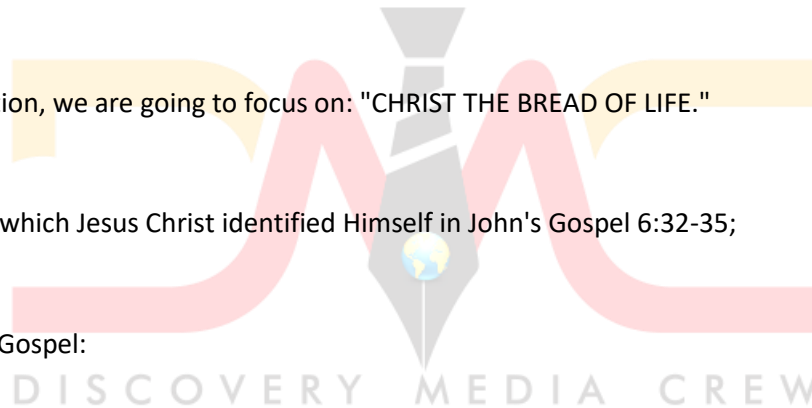 tion, we are going to focus on: "CHRIST THE BREAD OF LIFE."
which Jesus Christ identified Himself in John's Gospel 6:32-35;
Gospel:
DISCOVERY MEDIA CREW